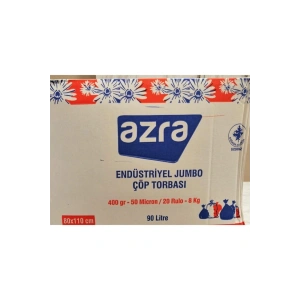 azra
ENDÜSTRİYEL JUMBO
ÇÖP TORBASI
400 gr - 50 Micron / 20 Rulo - 8 Kg
80x110 cm
90 Litre